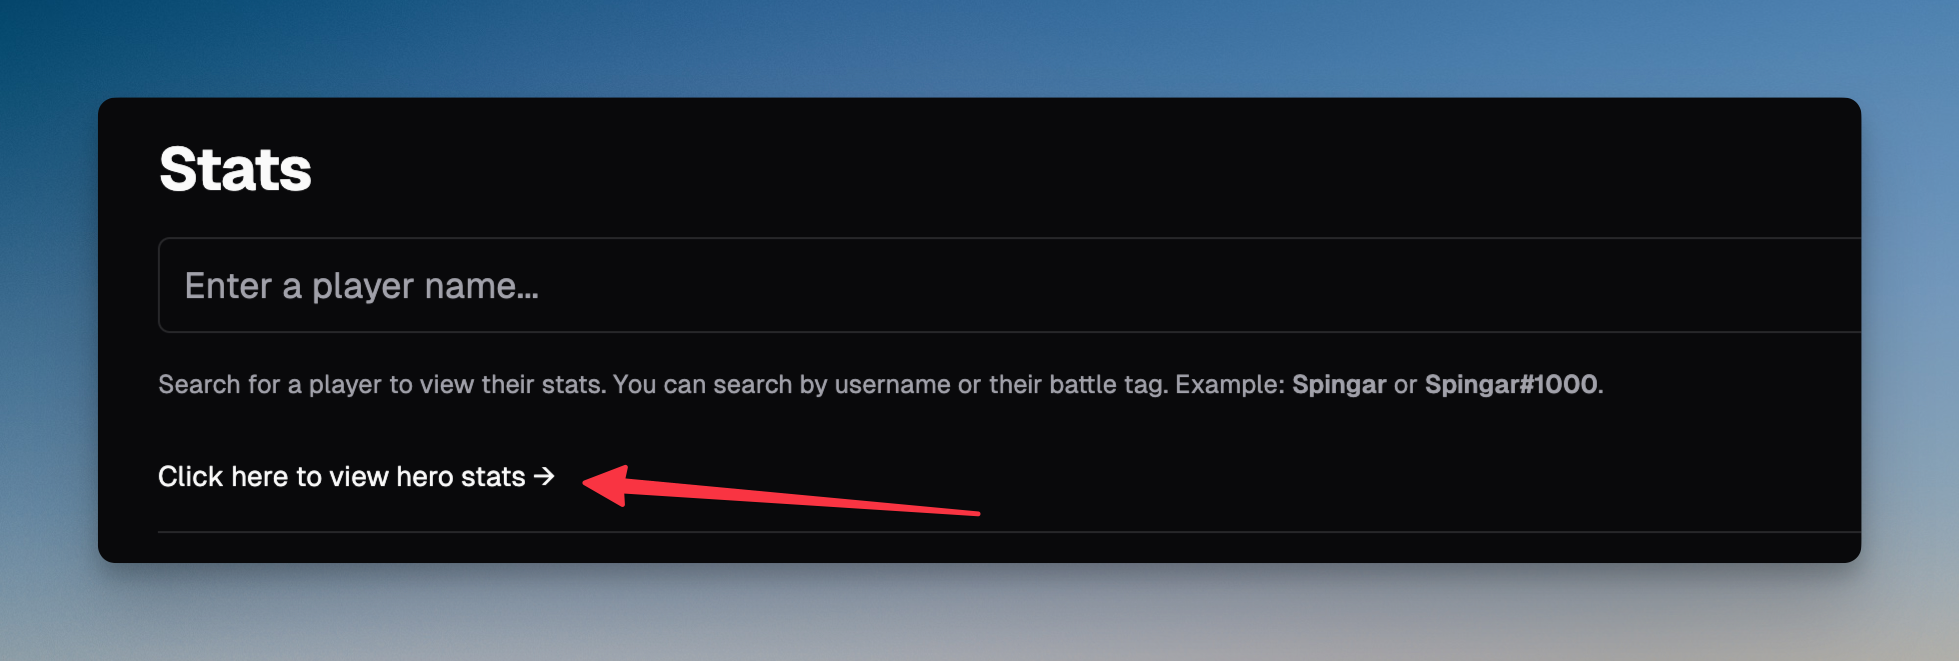 Stats
Enter a player name...
Search for a player to view their stats. You can search by username or their battle tag. Example: Spingar or Spingar#1000.
Click here to view hero stats →